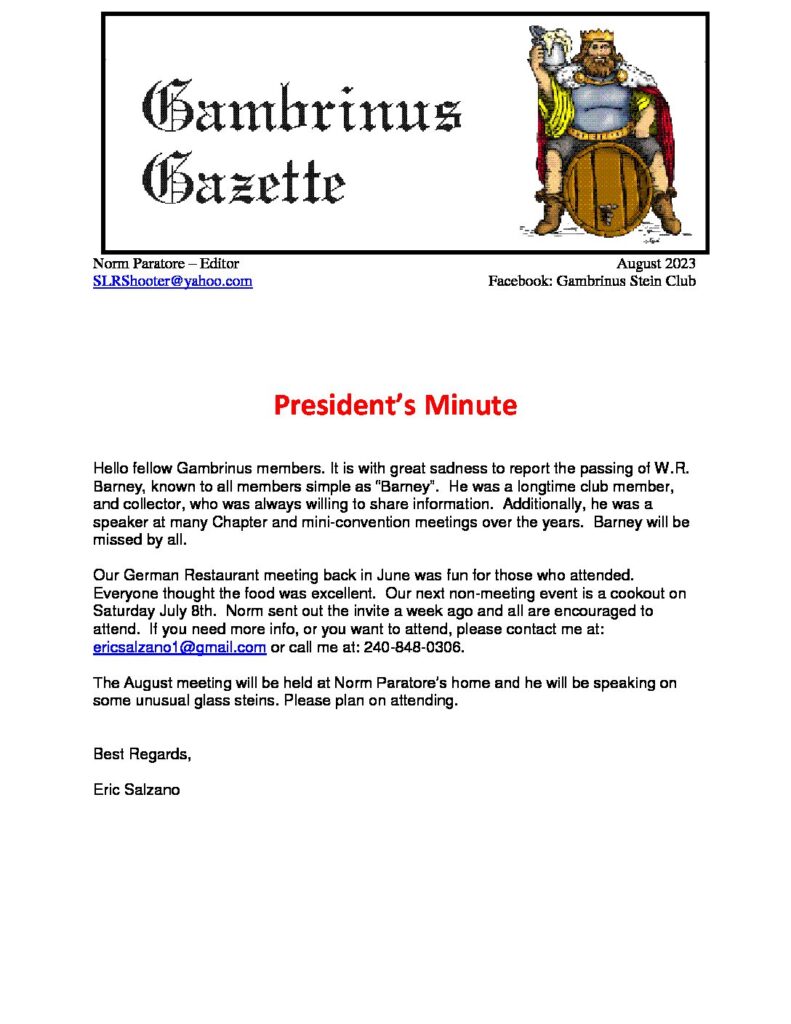 Gambrinus
Gazette
Norm Paratore – Editor August 2023
SLRShooter@yahoo.com Facebook: Gambrinus Stein Club
President’s Minute
Hello fellow Gambrinus members. It is with great sadness to report the passing of W.R.
Barney, known to all members simple as “Barney”.  He was a longtime club member,
and collector, who was always willing to share information.  Additionally, he was a
speaker at many Chapter and mini-convention meetings over the years.  Barney will be
missed by all.
Our German Restaurant meeting back in June was fun for those who attended.
Everyone thought the food was excellent.  Our next non-meeting event is a cookout on
Saturday July 8th.  Norm sent out the invite a week ago and all are encouraged to
attend.  If you need more info, or you want to attend, please contact me at:
ericsalzano1@gmail.com or call me at: 240-848-0306.
The August meeting will be held at Norm Paratore’s home and he will be speaking on
some unusual glass steins. Please plan on attending.
Best Regards,
Eric Salzano